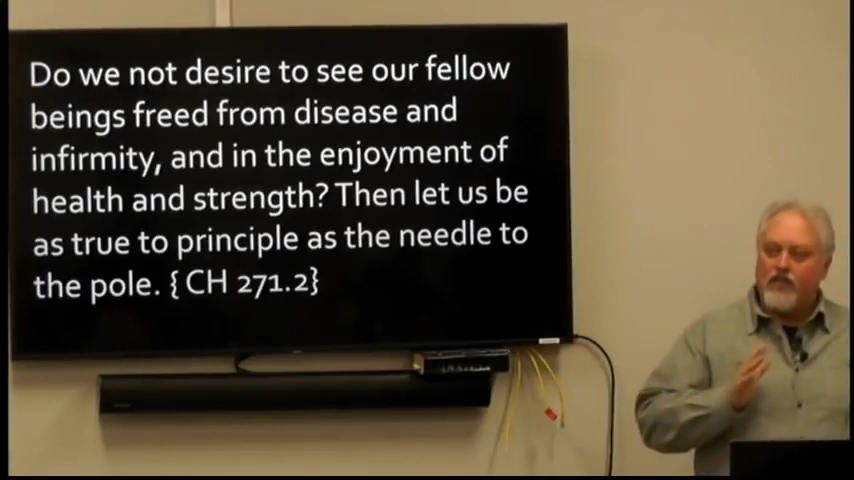 Do we not desire to see our fellow
beings freed from disease and
infirmity, and in the enjoyment of
health and strength? Then let us be
as true to principle as the needle to
the pole. {CH 271.2}